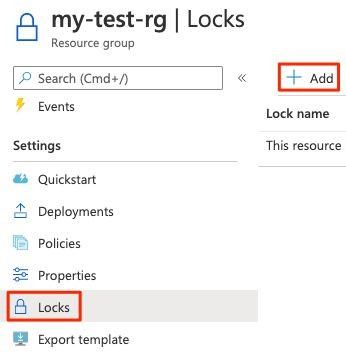 my-test-rg | Locks
Resource group
Search (Cmd+/)
«
+ Add
Events
Lock name
Settings
This resource
Quickstart
Deployments
Policies
Properties
Locks
Export template